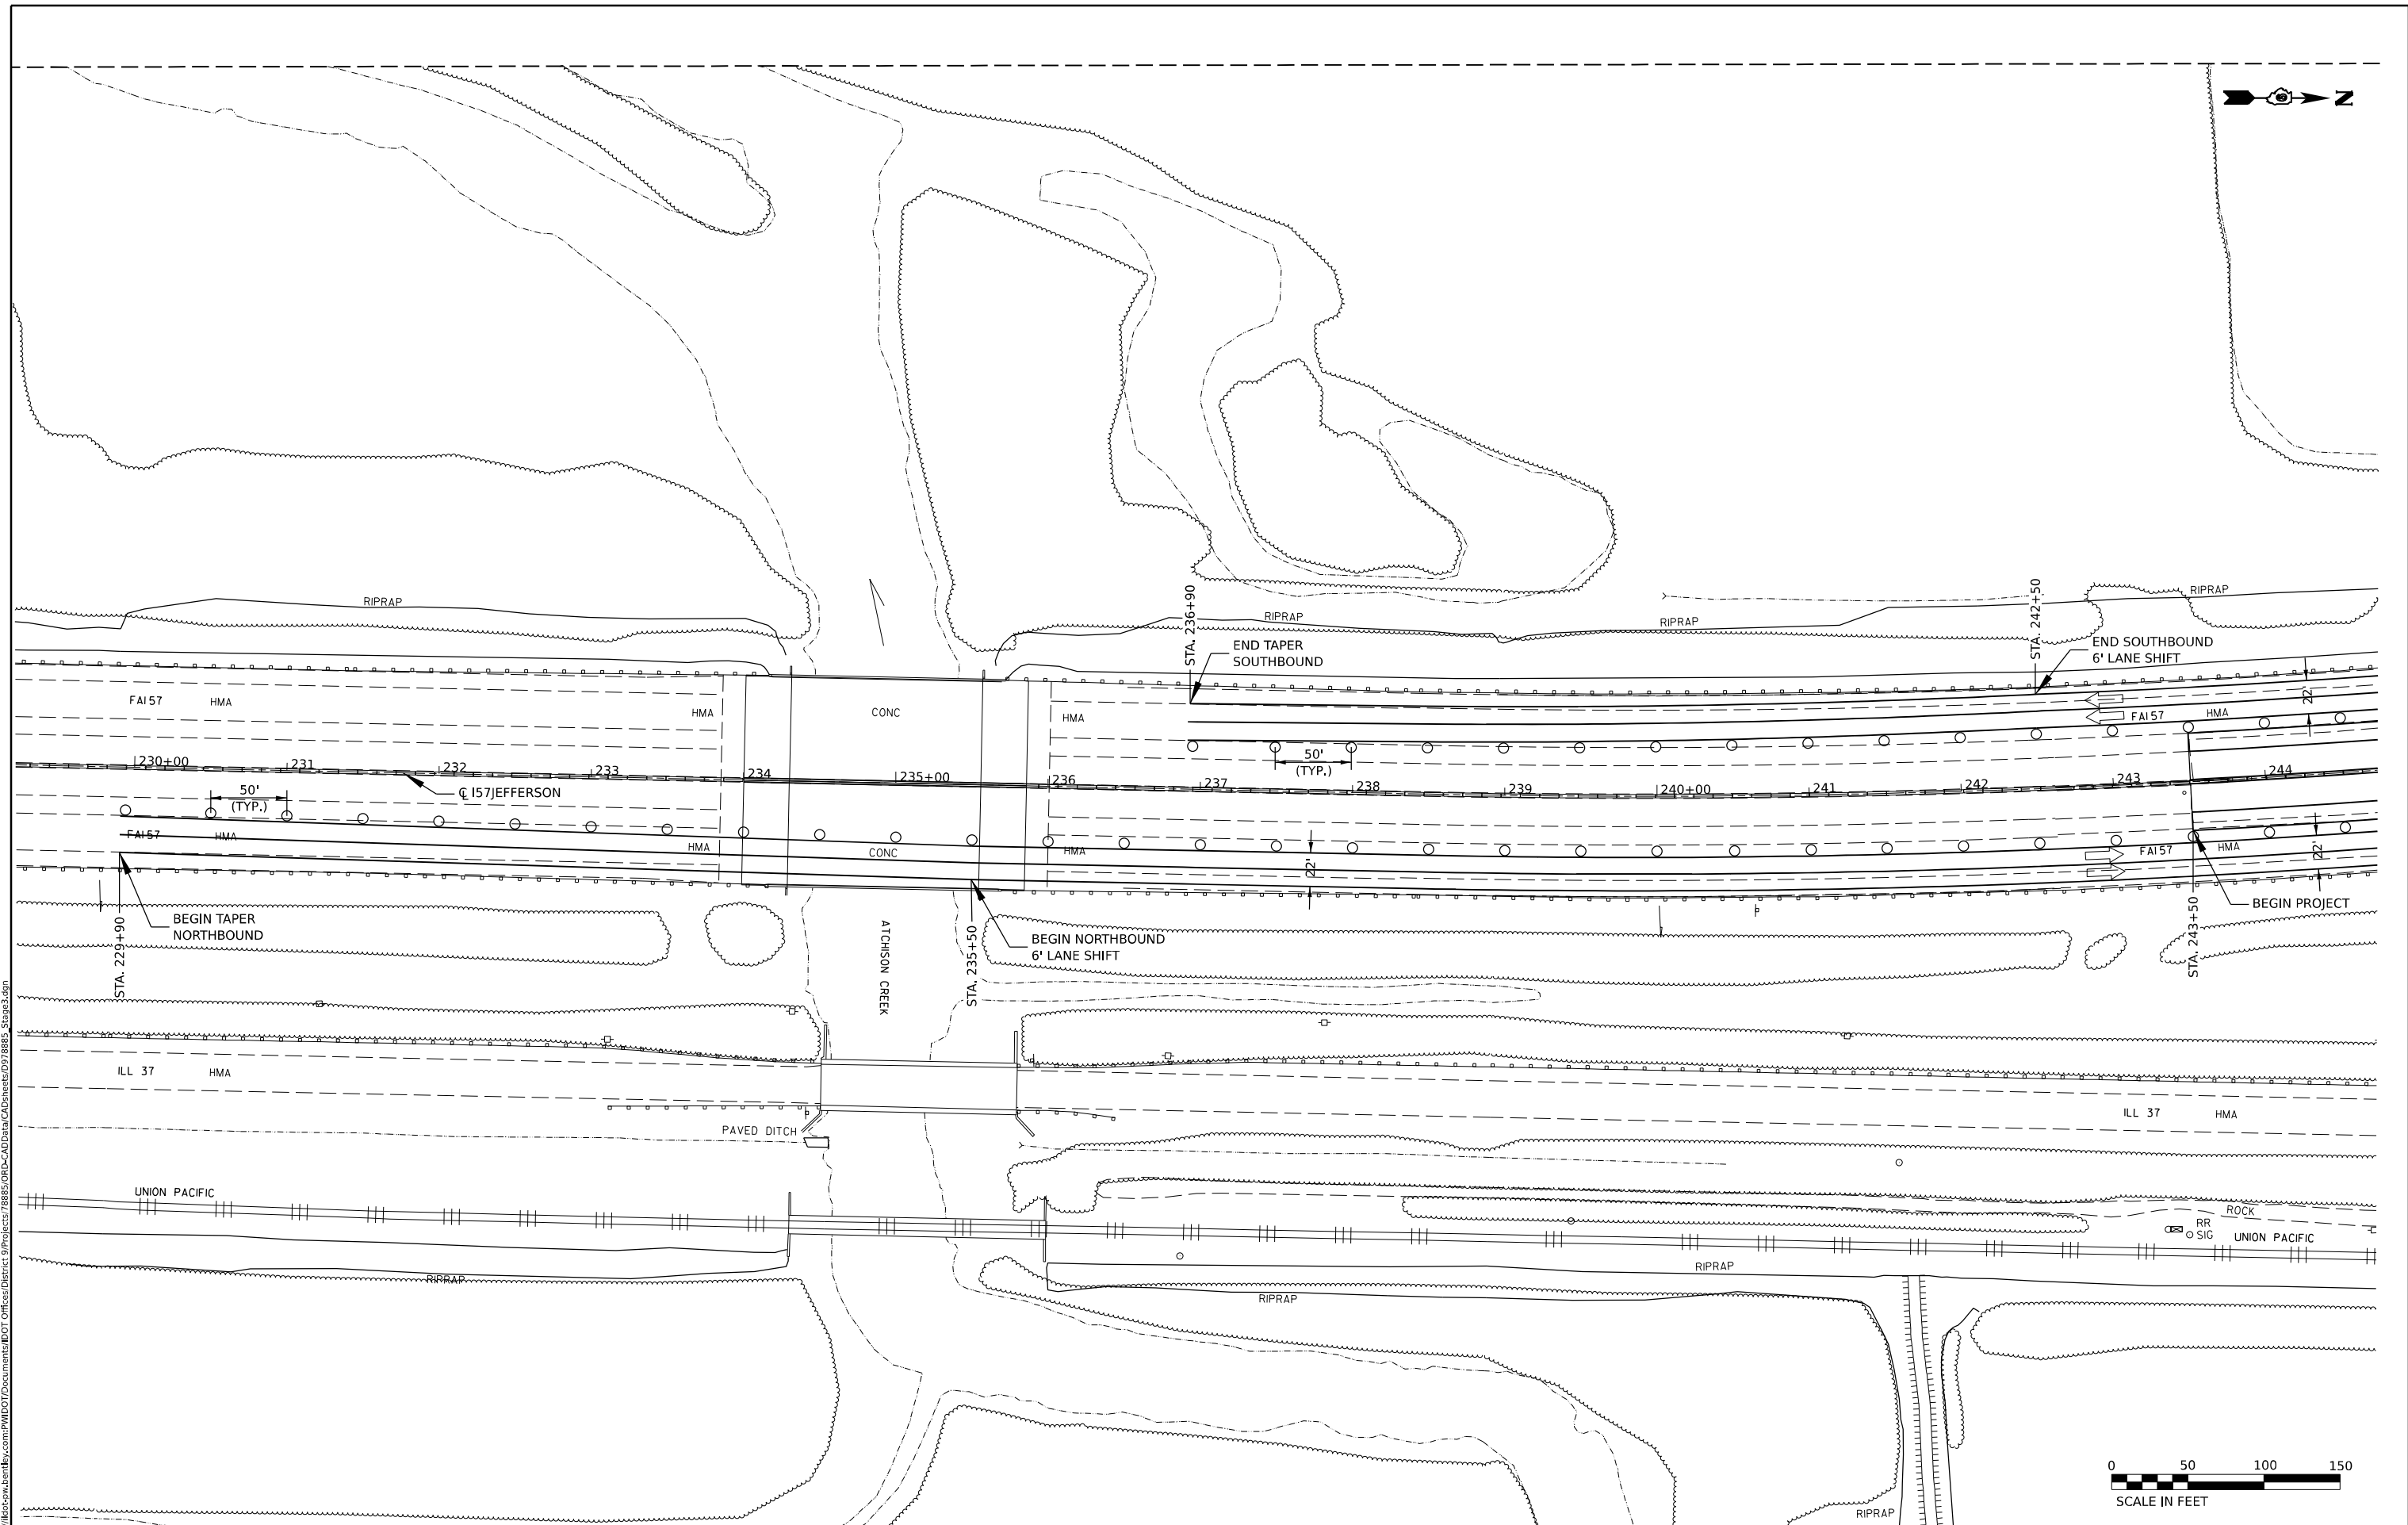 N
RIPRAP
STA. 236+90
RIPRAP
RIPRAP
STA. 242+50
RIPRAP
END TAPER
SOUTHBOUND
END SOUTHBOUND
6' LANE SHIFT
FAI 57
HMA
HMA
CONC
HMA
FAI 57
HMA
22'
50'
(TYP.)
230+00
231
232
233
234
235+00
236
237
238
239
240+00
241
242
243
244
50'
(TYP.)
℄ I57JEFFERSON
FAI 57
HMA
HMA
CONC
HMA
22'
FAI 57
HMA
22'
BEGIN TAPER
NORTHBOUND
STA. 229+90
ATCHISON CREEK
STA. 235+50
BEGIN NORTHBOUND
6' LANE SHIFT
BEGIN PROJECT
STA. 243+50
ILL 37
HMA
ILL 37
HMA
PAVED DITCH
UNION PACIFIC
ROCK
RR
SIG
UNION PACIFIC
RIPRAP
RIPRAP
RIPRAP
RIPRAP
0 50 100 150
SCALE IN FEET